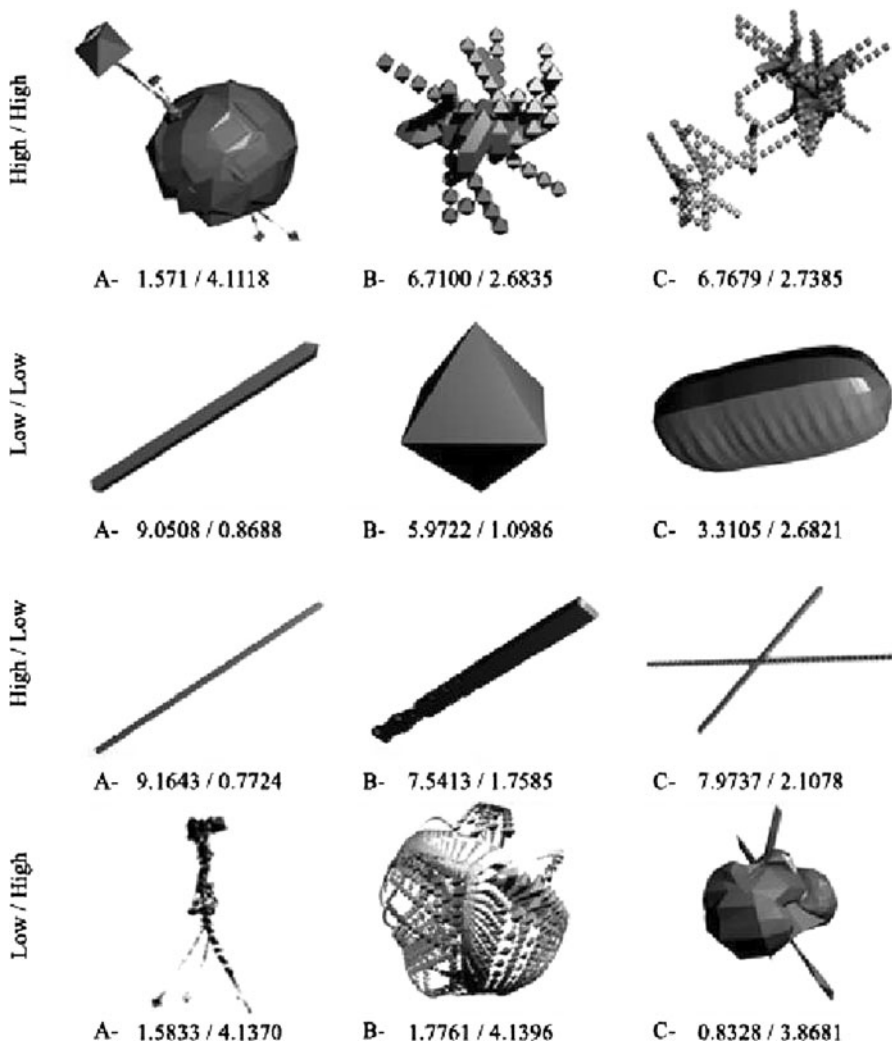 High / High
A- 1.571 / 4.1118
B- 6.7100 / 2.6835
C- 6.7679 / 2.7385
Low / Low
A- 9.0508 / 0.8688
B- 5.9722 / 1.0986
C- 3.3105 / 2.6821
High / Low
A- 9.1643 / 0.7724
B- 7.5413 / 1.7585
C- 7.9737 / 2.1078
Low / High
A- 1.5833 / 4.1370
B- 1.7761 / 4.1396
C- 0.8328 / 3.8681